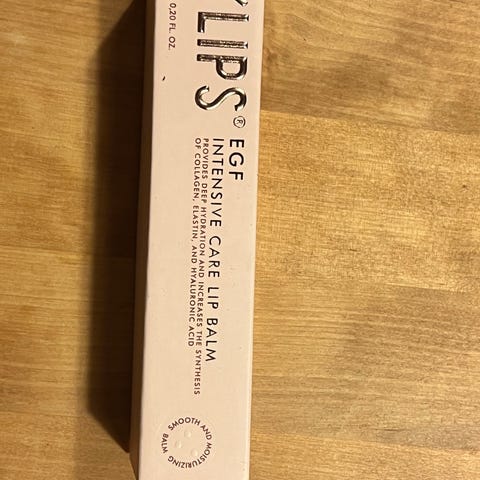 LIPS®
EGF
INTENSIVE CARE LIP BALM
PROVIDES DEEP HYDRATION AND INCREASES THE SYNTHESIS
OF COLLAGEN, ELASTIN, AND HYALURONIC ACID
0,20 FL. OZ.
SMOOTH AND MOISTURIZING
BALM